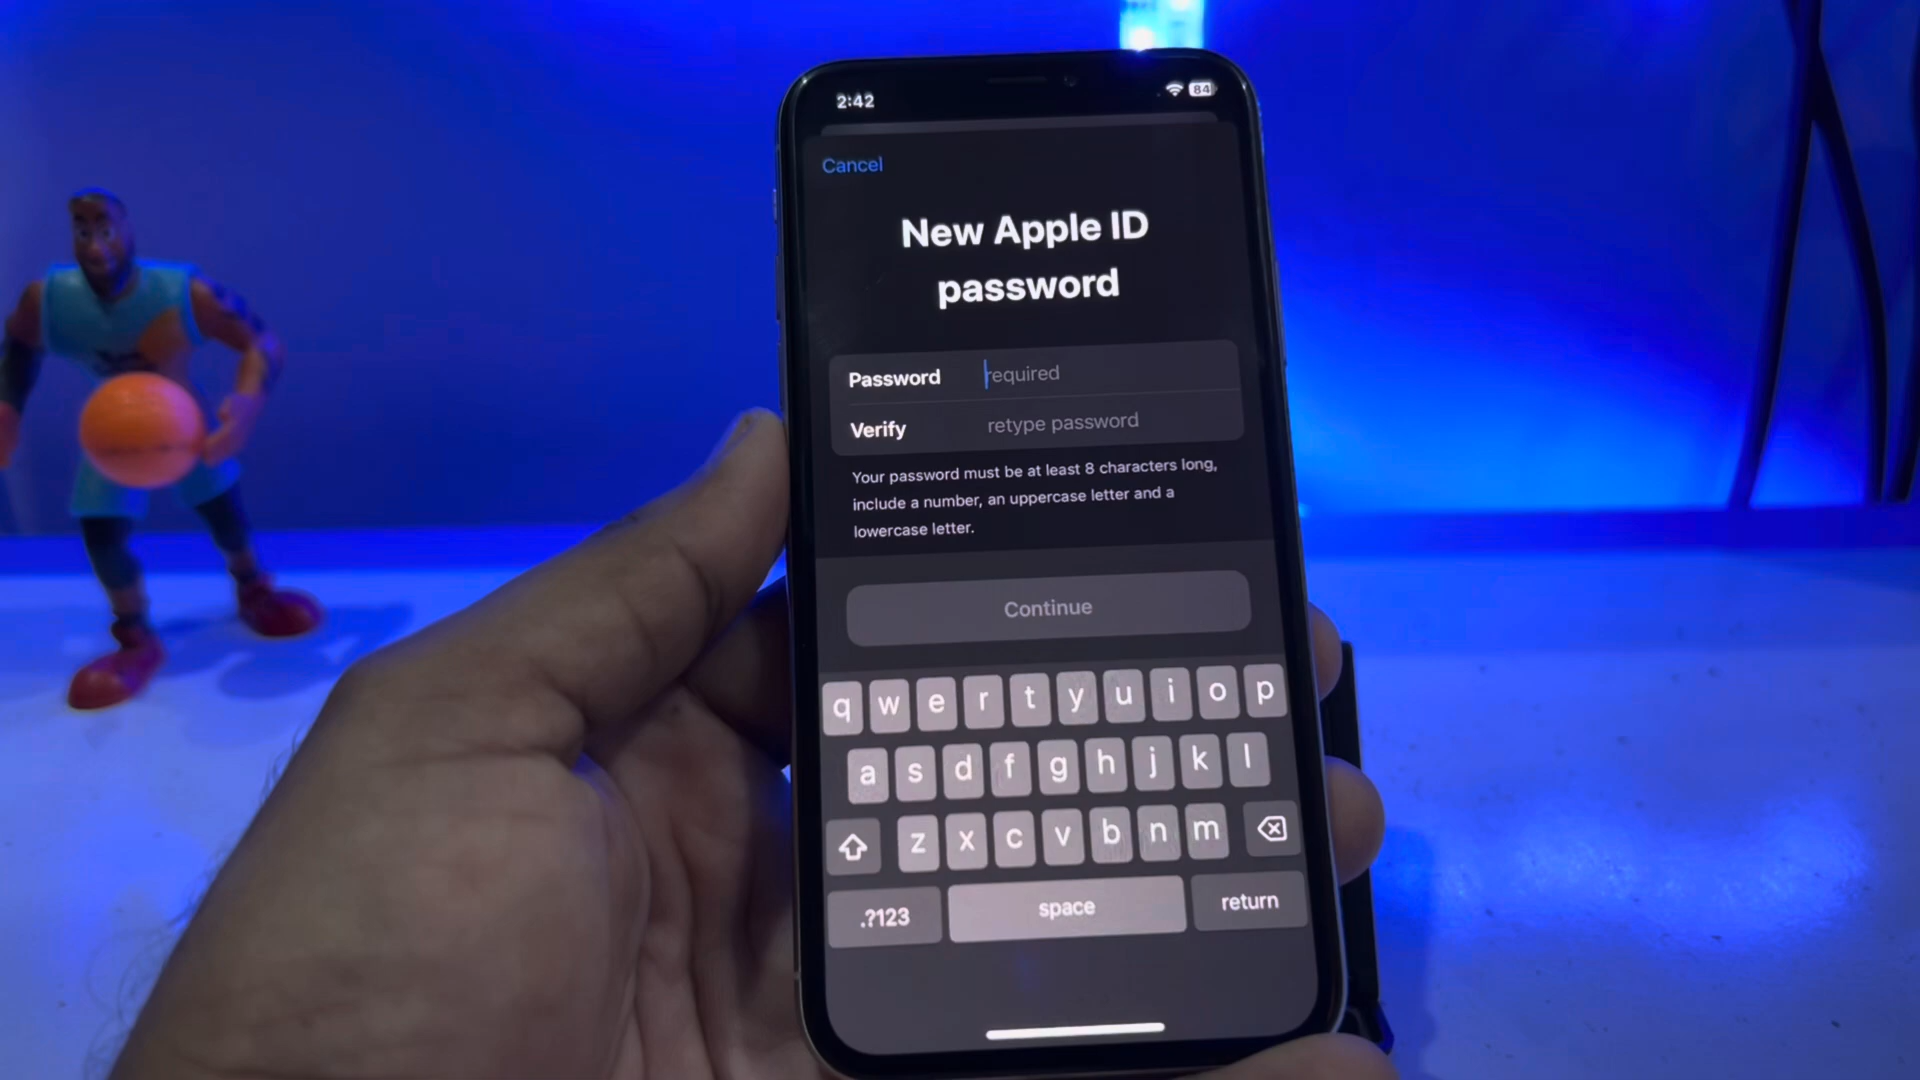 2:42
84
Cancel
New Apple ID
password
Password required
Verify retype password
Your password must be at least 8 characters long,
include a number, an uppercase letter and a
lowercase letter.
Continue
q w e r t y u i o p
a s d f g h j k l
z x c v b n m
.?123 space return